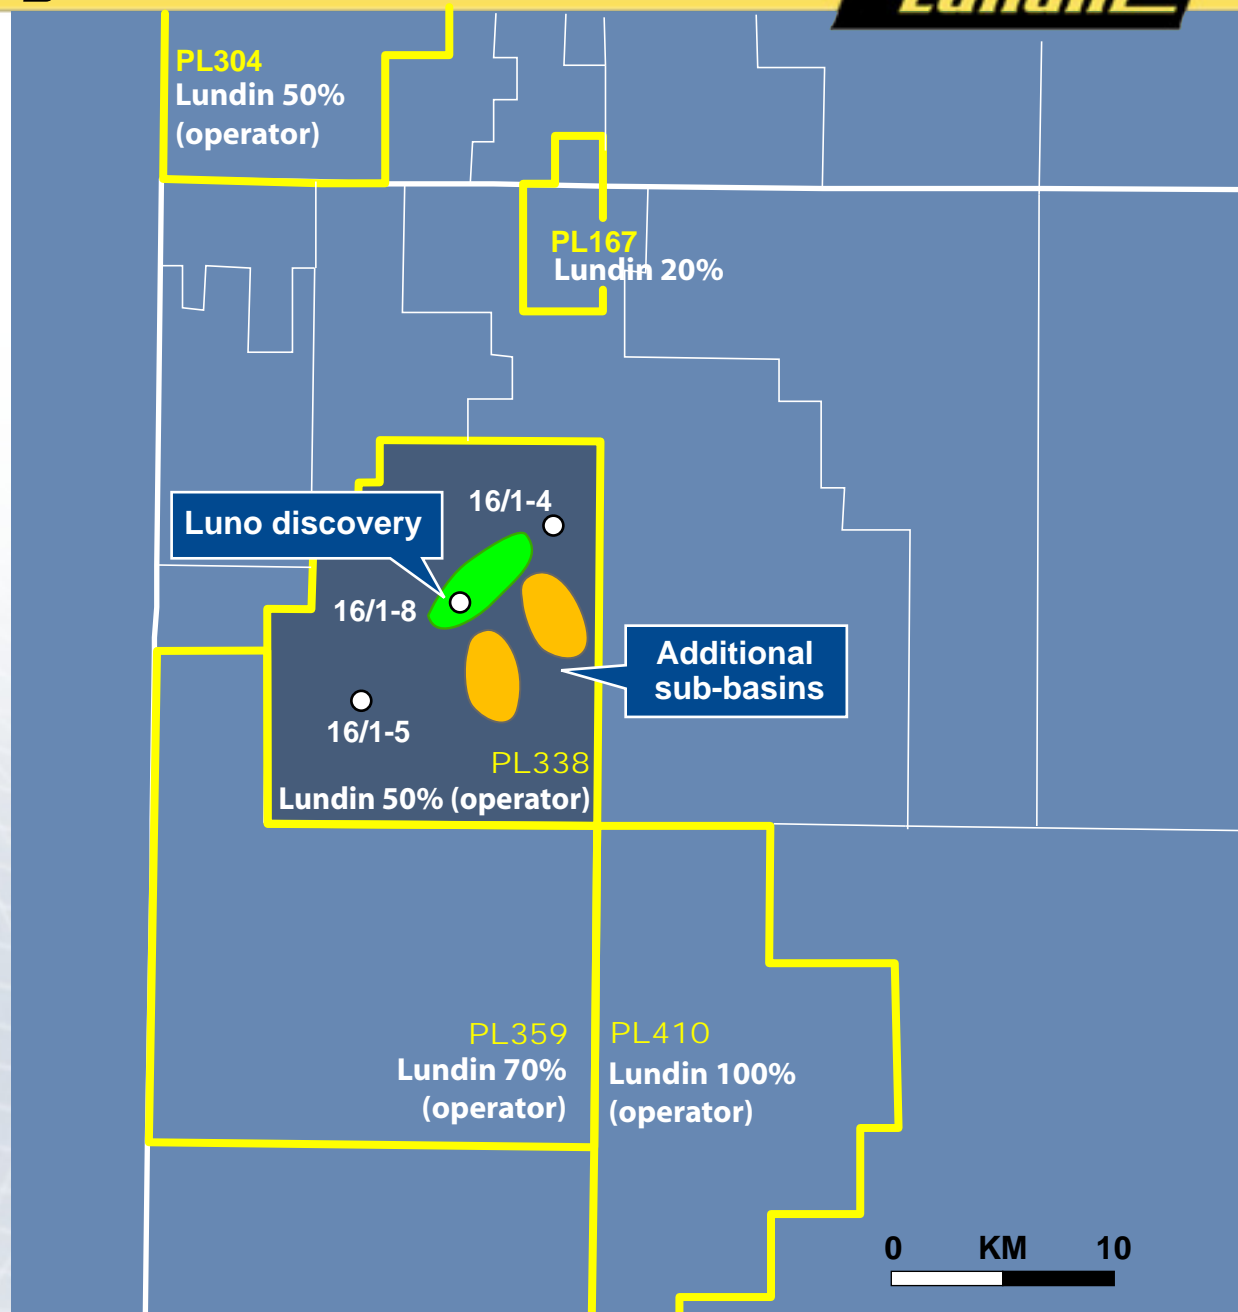 Lundin
PL304
Lundin 50%
(operator)
PL167
Lundin 20%
16/1-4
Luno discovery
16/1-8
Additional
sub-basins
16/1-5
PL338
Lundin 50% (operator)
PL359
Lundin 70%
(operator)
PL410
Lundin 100%
(operator)
0 KM 10